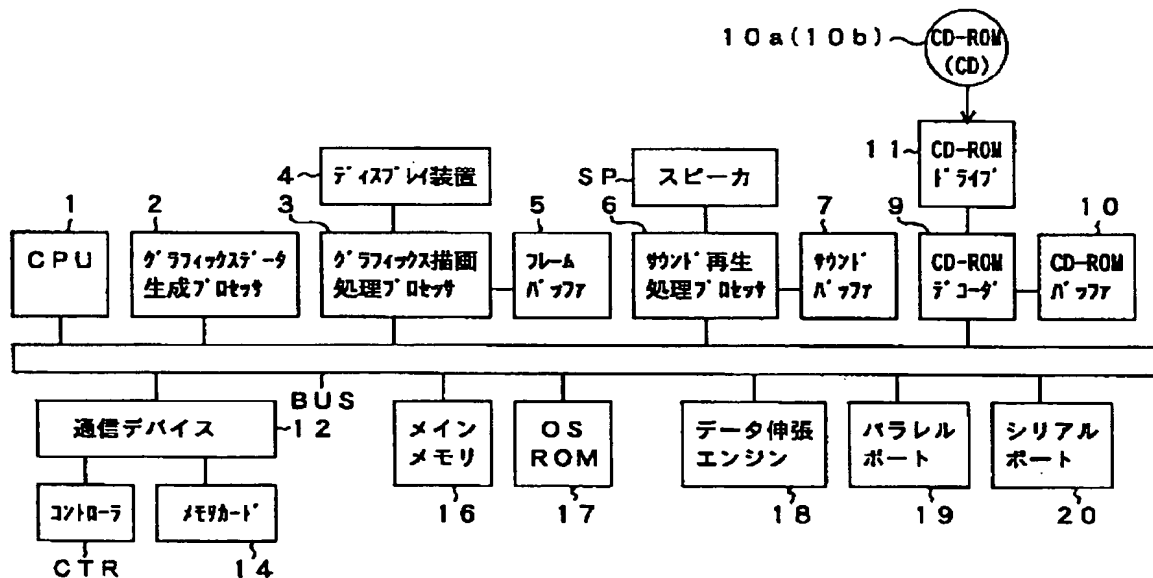 10a(10b)
CD-ROM
(CD)
11
CD-ROM
ドライブ
4
ディスプレイ装置
SP
スピーカ
1
CPU
2
グラフィックスデータ
生成プロセッサ
3
グラフィックス描画
処理プロセッサ
5
フレーム
バッファ
6
サウンド再生
処理プロセッサ
7
サウンド
バッファ
9
CD-ROM
デコーダ
10
CD-ROM
バッファ
BUS
通信デバイス
12
メイン
メモリ
16
OS
ROM
17
データ伸張
エンジン
18
パラレル
ポート
19
シリアル
ポート
20
コントローラ
CTR
メモリカード
14